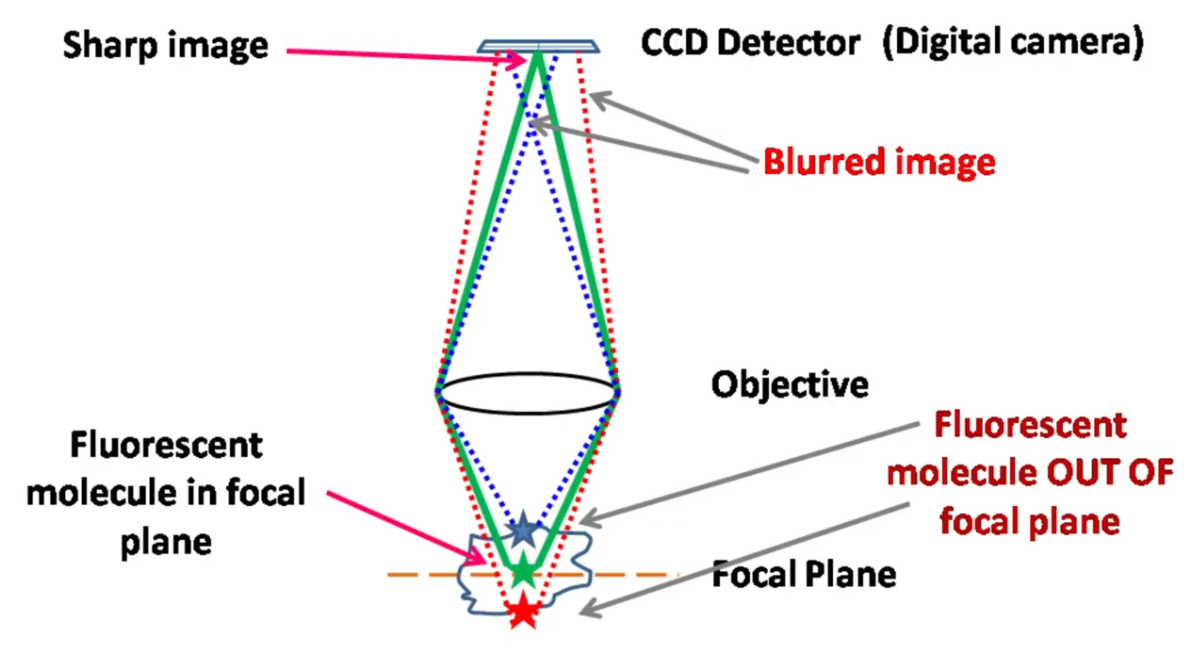 Sharp image
CCD Detector (Digital camera)
Blurred image
Objective
Fluorescent
molecule in focal
plane
Fluorescent
molecule OUT OF
focal plane
Focal Plane